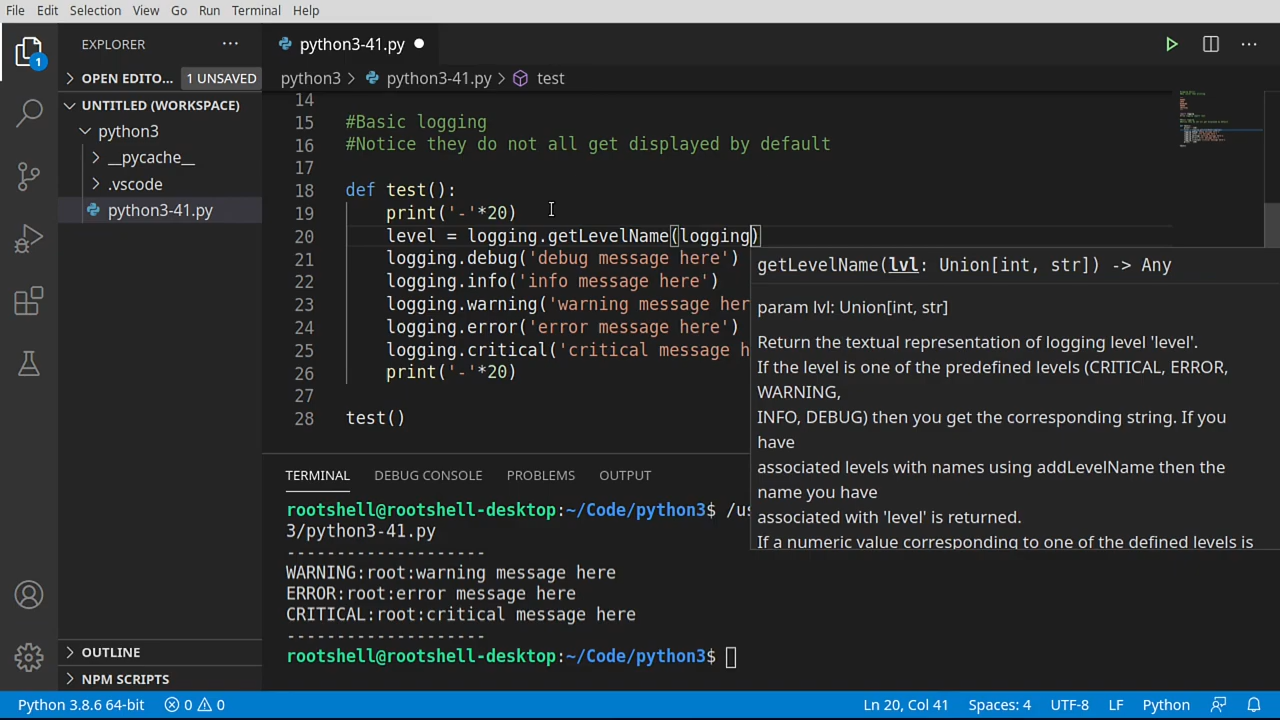 File Edit Selection View Go Run Terminal Help
EXPLORER
python3-41.py
1
OPEN EDITO... 1 UNSAVED
python3 > python3-41.py > test
UNTITLED (WORKSPACE)
python3
__pycache__
.vscode
python3-41.py
14
15 #Basic logging
16 #Notice they do not all get displayed by default
17
18 def test():
19 print('-'*20)
20 level = logging.getLevelName(logging)
21 logging.debug('debug message here')
22 logging.info('info message here')
23 logging.warning('warning message her
24 logging.error('error message here')
25 logging.critical('critical message h
26 print('-'*20)
27
28 test()
getLevelName(lvl: Union[int, str]) -> Any
param lvl: Union[int, str]
Return the textual representation of logging level 'level'.
If the level is one of the predefined levels (CRITICAL, ERROR,
WARNING,
INFO, DEBUG) then you get the corresponding string. If you
have
associated levels with names using addLevelName then the
name you have
associated with 'level' is returned.
If a numeric value corresponding to one of the defined levels is
TERMINAL DEBUG CONSOLE PROBLEMS OUTPUT
rootshell@rootshell-desktop:~/Code/python3$ /us
3/python3-41.py
--------------------
WARNING:root:warning message here
ERROR:root:error message here
CRITICAL:root:critical message here
--------------------
rootshell@rootshell-desktop:~/Code/python3$
OUTLINE
NPM SCRIPTS
Python 3.8.6 64-bit 0 0 Ln 20, Col 41 Spaces: 4 UTF-8 LF Python